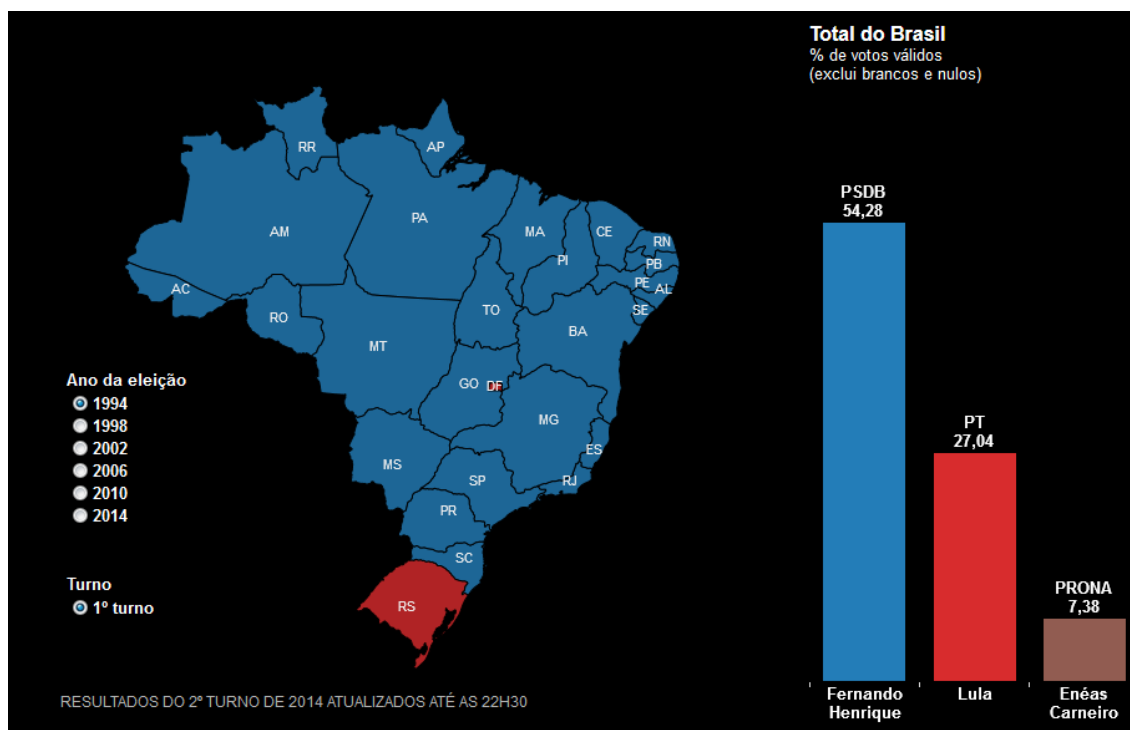 Total do Brasil
% de votos válidos
(exclui brancos e nulos)
RR
AP
AM
PA
MA
CE
RN
PI
PB
PE
AL
AC
SE
RO
TO
BA
MT
GO
DF
MG
ES
MS
SP
RJ
PR
SC
RS
Ano da eleição
1994
1998
2002
2006
2010
2014
Turno
1º turno
RESULTADOS DO 2º TURNO DE 2014 ATUALIZADOS ATÉ AS 22H30
PSDB
54,28
PT
27,04
PRONA
7,38
Fernando
Henrique
Lula
Enéas
Carneiro